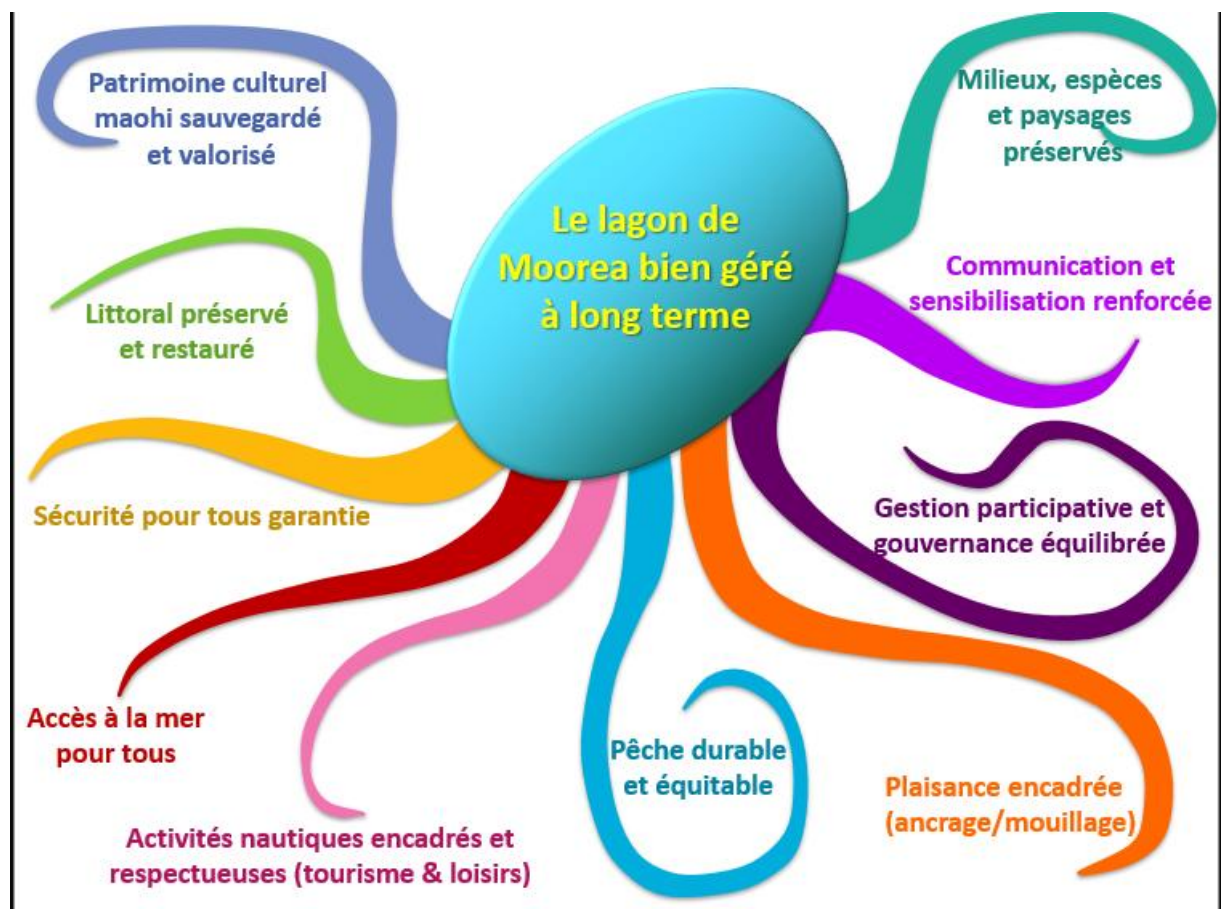 Patrimoine culturel
maohi sauvegardé
et valorisé
Milieux, espèces
et paysages
préservés
Le lagon de
Moorea bien géré
à long terme
Communication et
sensibilisation renforcée
Littoral préservé
et restauré
Sécurité pour tous garantie
Gestion participative et
gouvernance équilibrée
Accès à la mer
pour tous
Pêche durable
et équitable
Plaisance encadrée
(ancrage/mouillage)
Activités nautiques encadrés et
respectueuses (tourisme & loisirs)